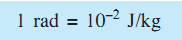 1 rad = 10⁻² J/kg